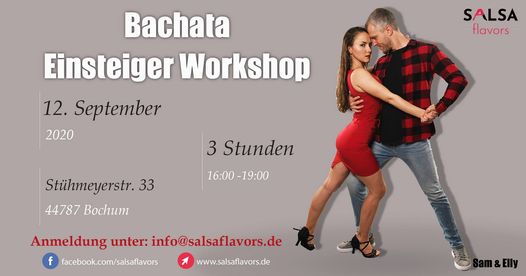 Bachata
Einsteiger Workshop
SALSA
flavors
12. September
2020
3 Stunden
16:00 -19:00
Stühmeyerstr. 33
44787 Bochum
Anmeldung unter: info@salsaflavors.de
facebook.com/salsaflavors
www.salsaflavors.de
Sam & Elly